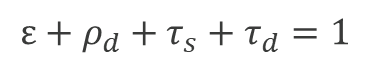 ε + ρ_d + τ_s + τ_d = 1